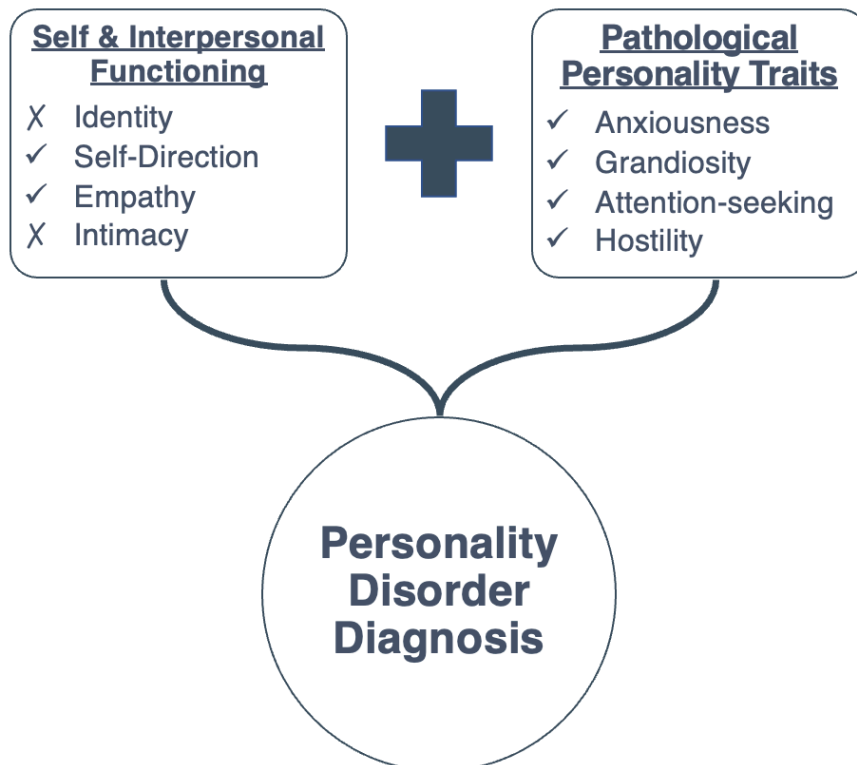 Self & Interpersonal
Functioning
✗ Identity
✓ Self-Direction
✓ Empathy
✗ Intimacy
Pathological
Personality Traits
✓ Anxiousness
✓ Grandiosity
✓ Attention-seeking
✓ Hostility
Personality
Disorder
Diagnosis